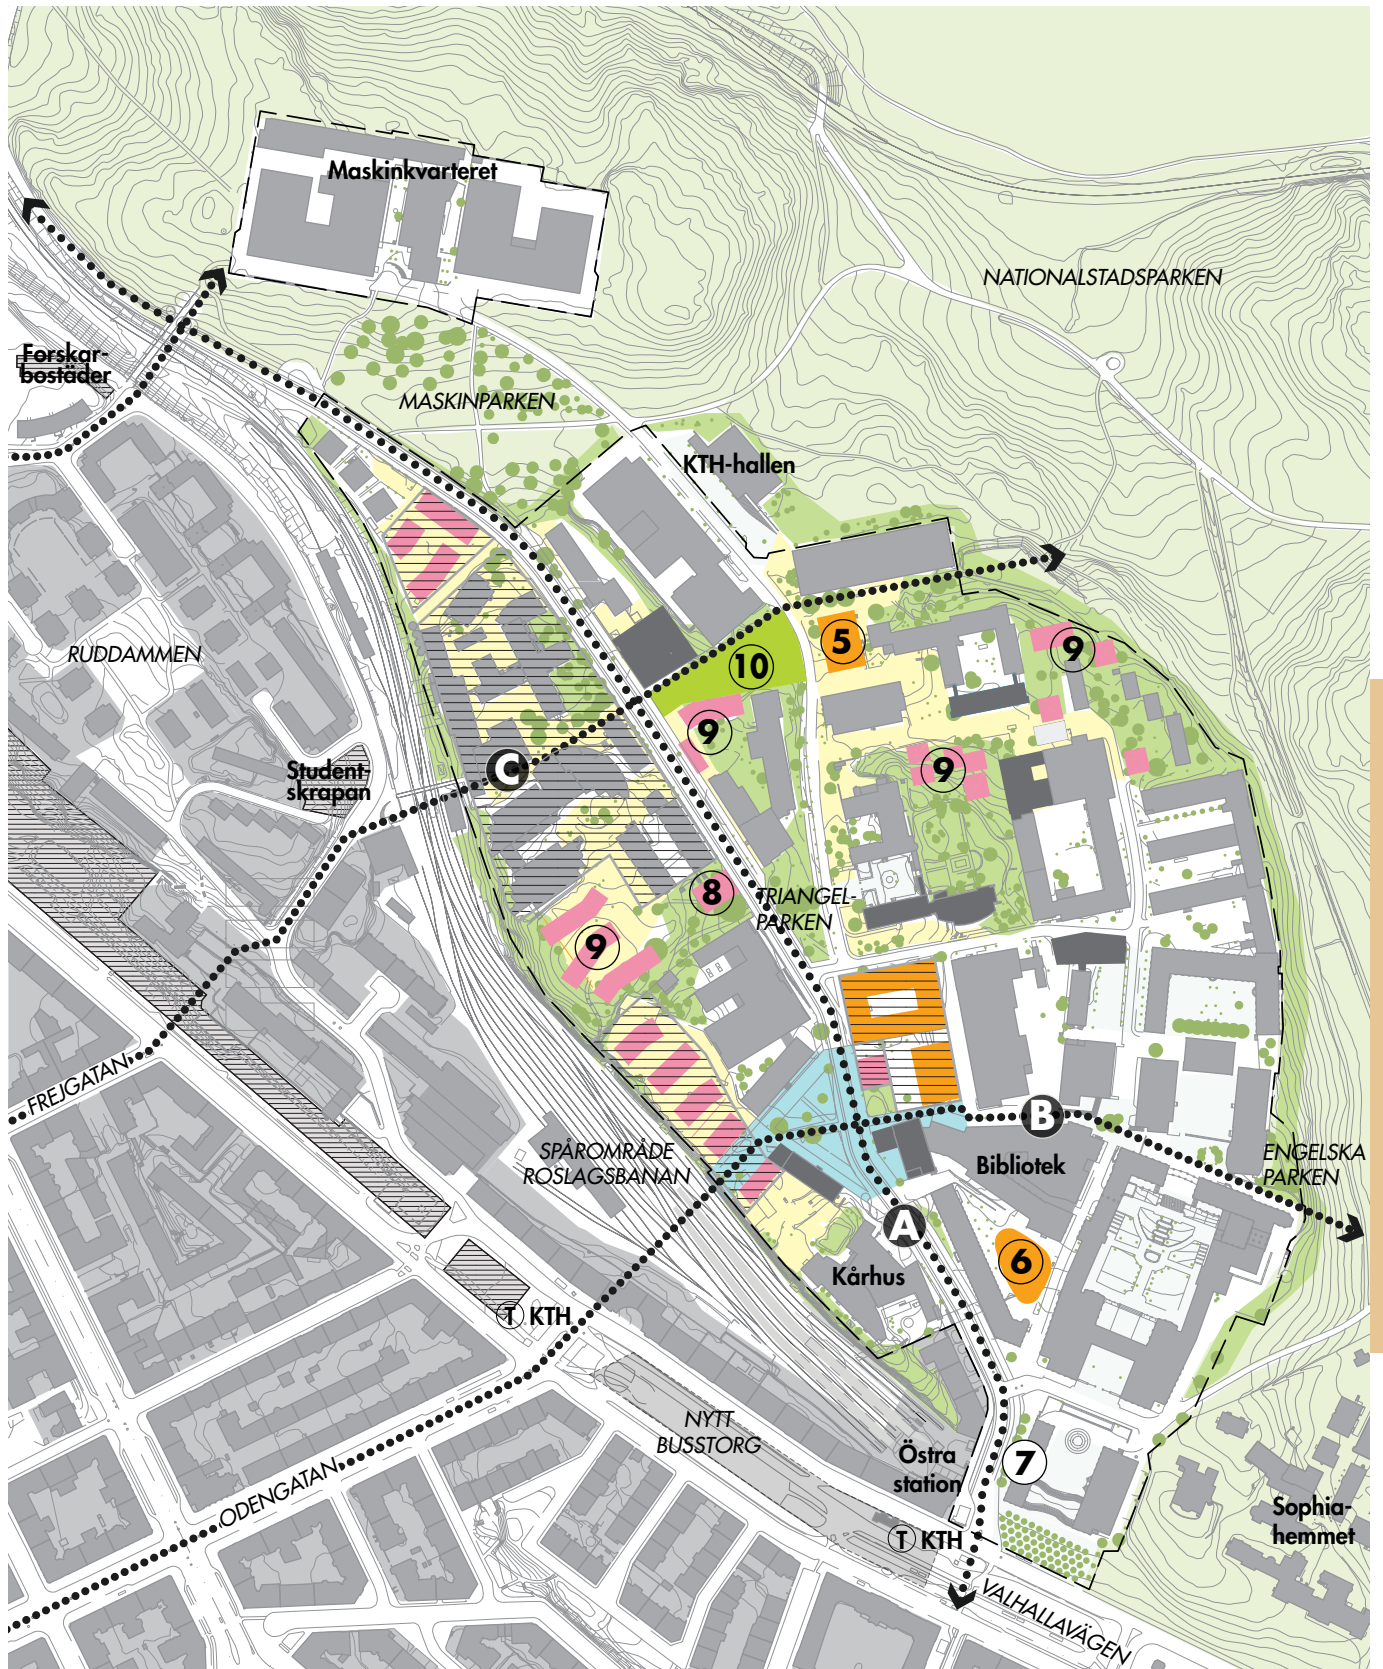 Maskinkvarteret
NATIONALSTADSPARKEN
Forskar-
bostäder
MASKINPARKEN
KTH-hallen
RUDDAMMEN
5
9
10
9
9
C
Student-
skrapan
8
TRIANGEL-
PARKEN
9
FREJGATAN
B
SPÅROMRÅDE
ROSLAGSBANAN
Bibliotek
ENGELSKA
PARKEN
A
6
Kårhus
T KTH
NYTT
BUSSTORG
Östra
station
7
ODENGATAN
Sophia-
hemmet
T KTH
VALHALLAVÄGEN